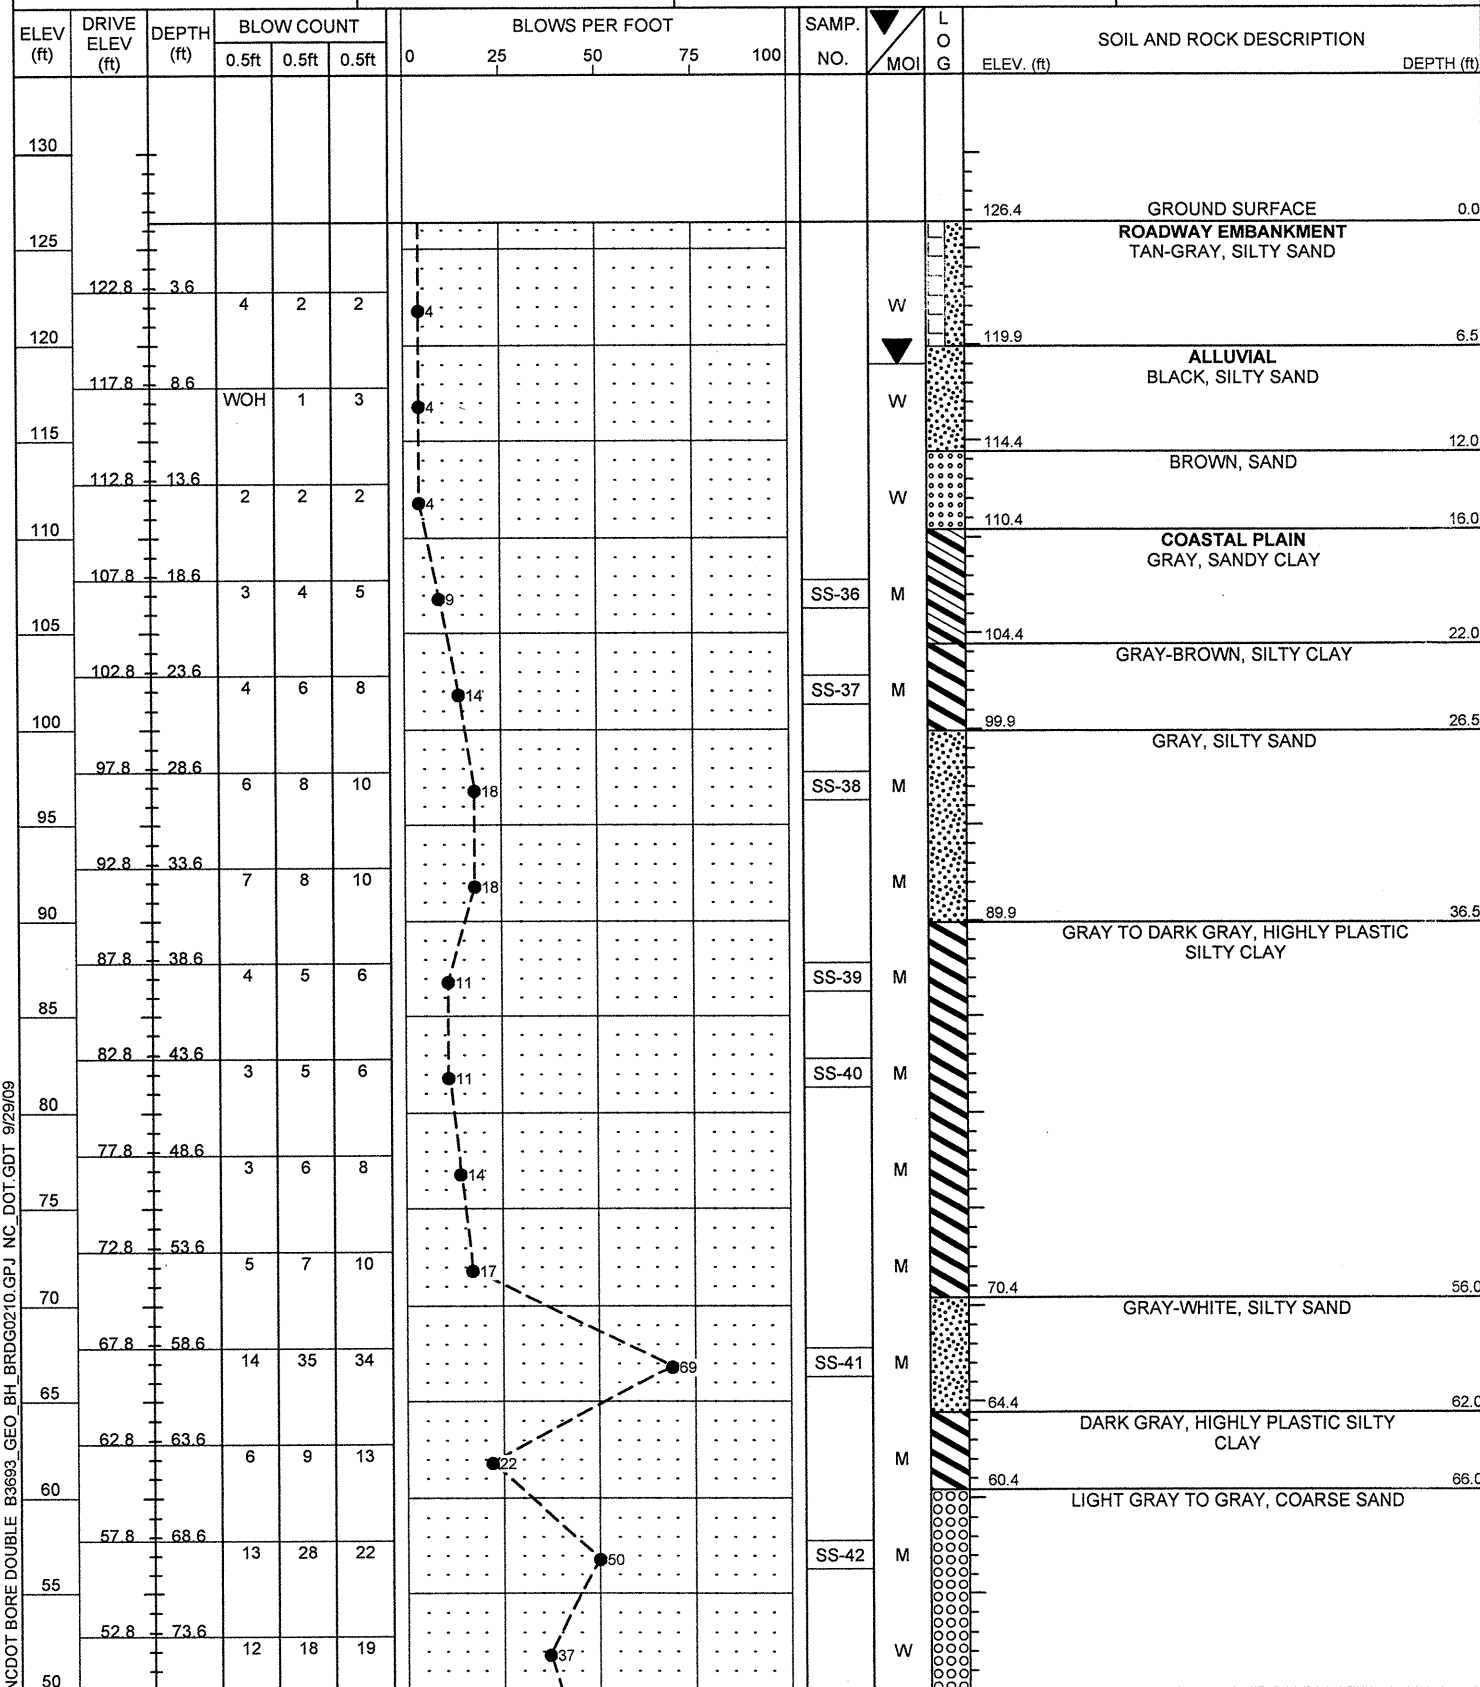 ELEV (ft) DRIVE ELEV (ft) DEPTH (ft) BLOW COUNT BLOWS PER FOOT SAMP. NO. MOI LOG SOIL AND ROCK DESCRIPTION
0.5ft 0.5ft 0.5ft 0 25 50 75 100 ELEV. (ft) DEPTH (ft)
130
126.4 GROUND SURFACE 0.0
ROADWAY EMBANKMENT
125 TAN-GRAY, SILTY SAND
122.8 3.6
4 2 2 4 W
120 119.9 6.5
ALLUVIAL
BLACK, SILTY SAND
117.8 8.6
WOH 1 3 4 W
115 114.4 12.0
BROWN, SAND
112.8 13.6
2 2 2 4 W
110 110.4 16.0
COASTAL PLAIN
GRAY, SANDY CLAY
107.8 18.6
3 4 5 9 SS-36 M
105 104.4 22.0
GRAY-BROWN, SILTY CLAY
102.8 23.6
4 6 8 14 SS-37 M
100 99.9 26.5
GRAY, SILTY SAND
97.8 28.6
6 8 10 18 SS-38 M
95
92.8 33.6
7 8 10 18 M
90 89.9 36.5
GRAY TO DARK GRAY, HIGHLY PLASTIC
SILTY CLAY
87.8 38.6
4 5 6 11 SS-39 M
85
82.8 43.6
3 5 6 11 SS-40 M
80
77.8 48.6
3 6 8 14 M
75
72.8 53.6
5 7 10 17 M
70 70.4 56.0
GRAY-WHITE, SILTY SAND
67.8 58.6
14 35 34 69 SS-41 M
65 64.4 62.0
DARK GRAY, HIGHLY PLASTIC SILTY
CLAY
62.8 63.6
6 9 13 22 M
60 60.4 66.0
LIGHT GRAY TO GRAY, COARSE SAND
57.8 68.6
13 28 22 50 SS-42 M
55
52.8 73.6
12 18 19 37 W
50
NCDOT BORE DOUBLE B3693_GEO_BH_BRDG0210.GPJ NC_DOT.GDT 9/29/09